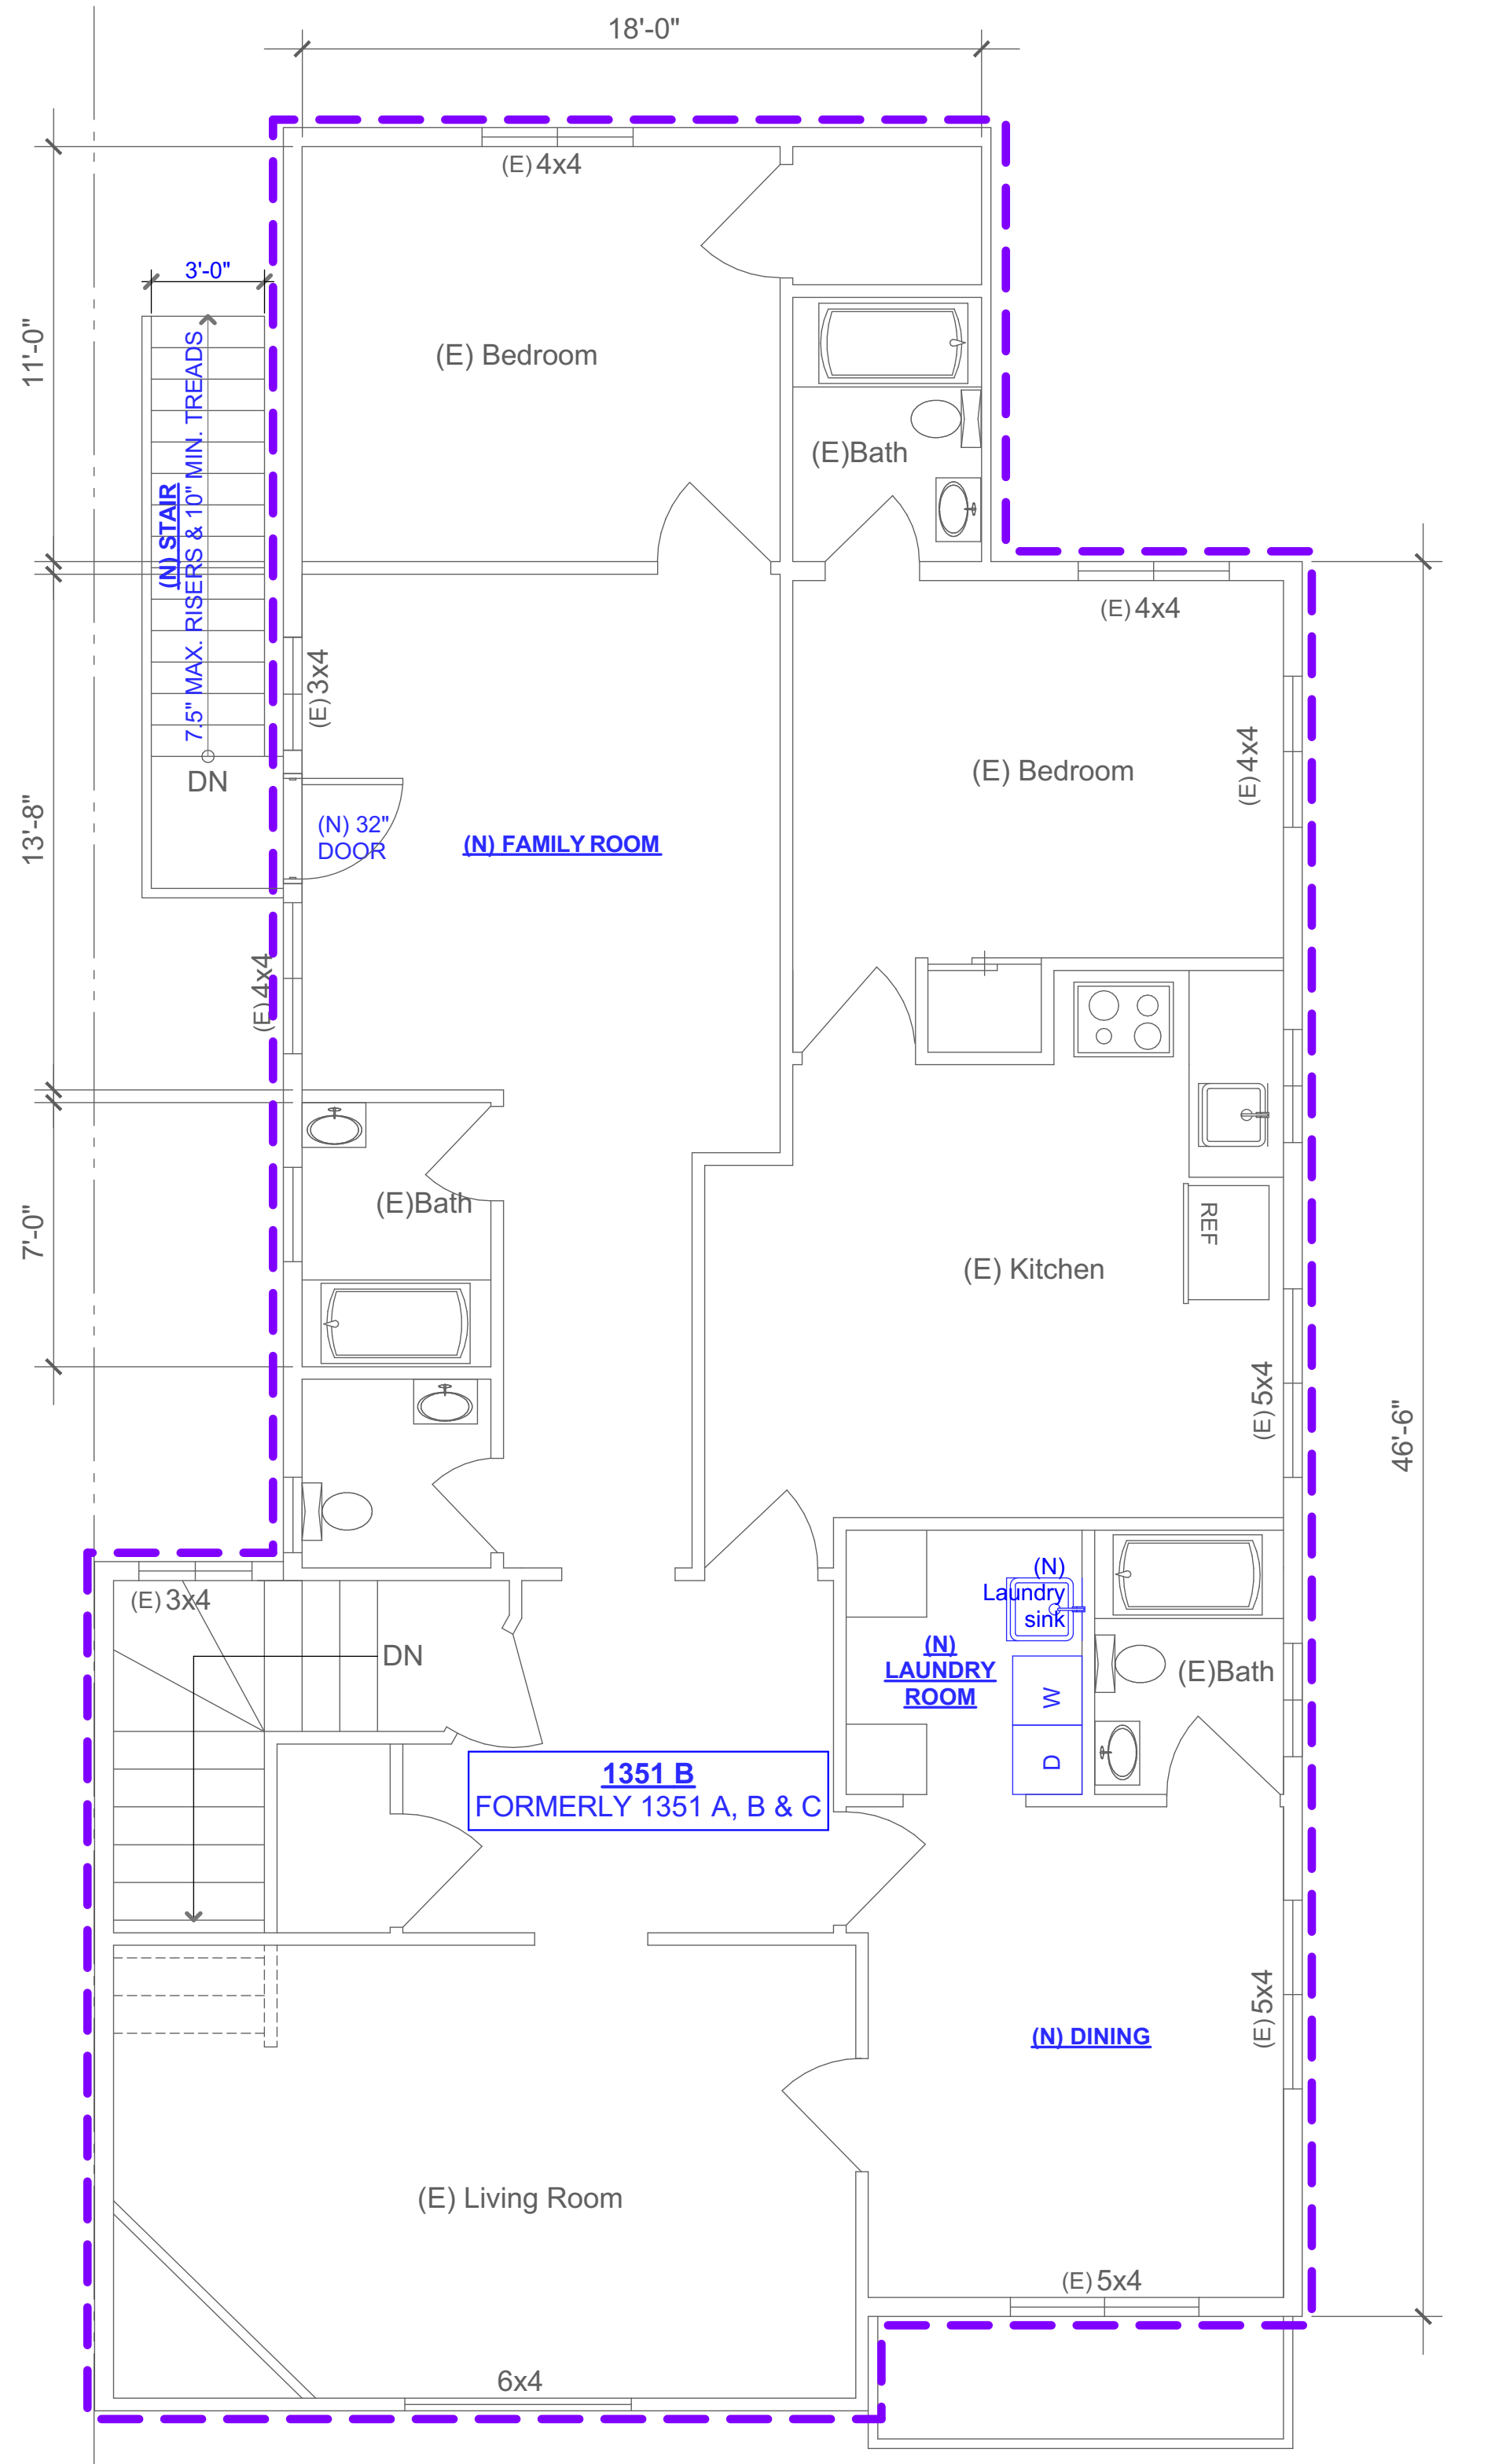 18'-0"
(E) 4x4
3'-0"
11'-0"
(E) Bedroom
(E)Bath
(N) STAIR
7.5" MAX. RISERS & 10" MIN. TREADS
(E) 4x4
(E) 3x4
(E) 4x4
(E) Bedroom
DN
13'-8"
(N) 32"
DOOR
(N) FAMILY ROOM
(E) 4x4
(E)Bath
7'-0"
REF
(E) Kitchen
(E) 5x4
46'-6"
(N)
Laundry
sink
(E) 3x4
DN
(N)
LAUNDRY
ROOM
W
(E)Bath
D
1351 B
FORMERLY 1351 A, B & C
(E) 5x4
(N) DINING
(E) Living Room
(E) 5x4
6x4